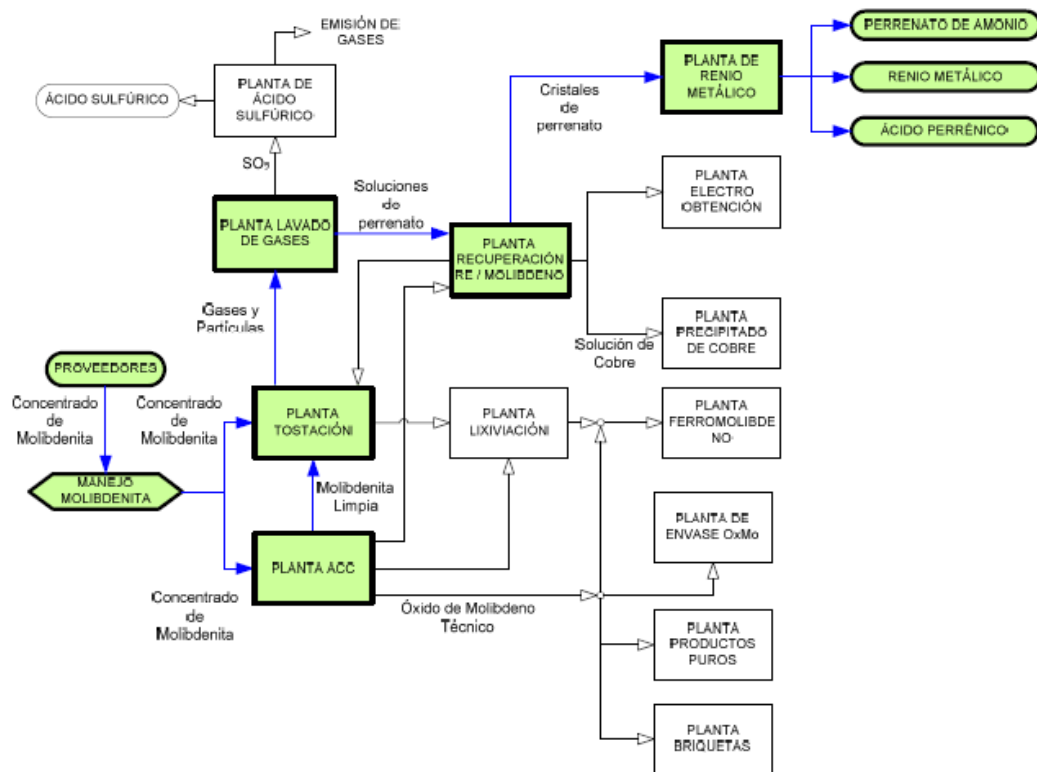 EMISIÓN DE
GASES
PLANTA DE
ÁCIDO
SULFÚRICO
ÁCIDO SULFÚRICO
SO₂
PLANTA DE
RENIO
METÁLICO
PERRENATO DE AMONIO
RENIO METÁLICO
ÁCIDO PERRÉNICO
Cristales
de
perrenato
PLANTA LAVADO
DE GASES
Soluciones
de
perrenato
PLANTA
RECUPERACIÓN
RE / MOLIBDENO
PLANTA
ELECTRO
OBTENCIÓN
Gases y
Partículas
PLANTA
PRECIPITADO
DE COBRE
Solución de
Cobre
PROVEEDORES
Concentrado
de
Molibdenita
Concentrado
de
Molibdenita
PLANTA
TOSTACIÓN
PLANTA
LIXIVIACIÓN
PLANTA
FERROMOLIBDE
NO
MANEJO
MOLIBDENITA
Molibdenita
Limpia
PLANTA ACC
PLANTA DE
ENVASE OxMo
Concentrado
de
Molibdenita
Óxido de Molibdeno
Técnico
PLANTA
PRODUCTOS
PUROS
PLANTA
BRIQUETAS